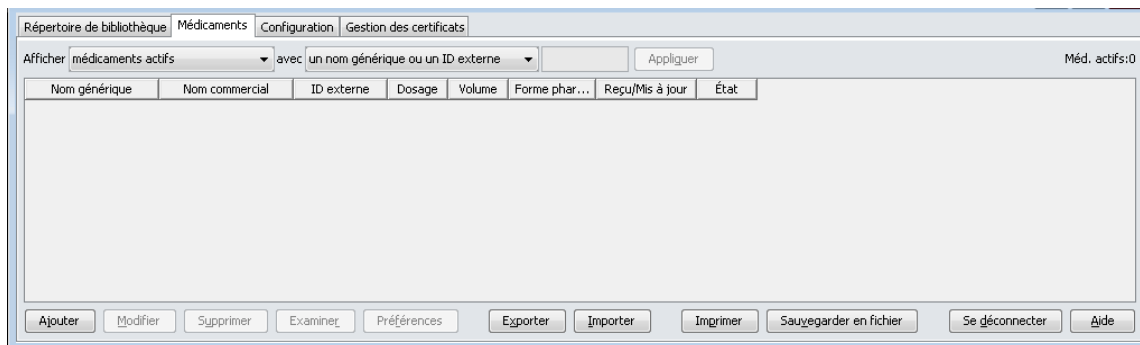 Répertoire de bibliothèque Médicaments Configuration Gestion des certificats
Afficher médicaments actifs avec un nom générique ou un ID externe Appliquer Méd. actifs:0
Nom générique Nom commercial ID externe Dosage Volume Forme phar... Reçu/Mis à jour État
Ajouter Modifier Supprimer Examiner Préférences Exporter Importer Imprimer Sauvegarder en fichier Se déconnecter Aide